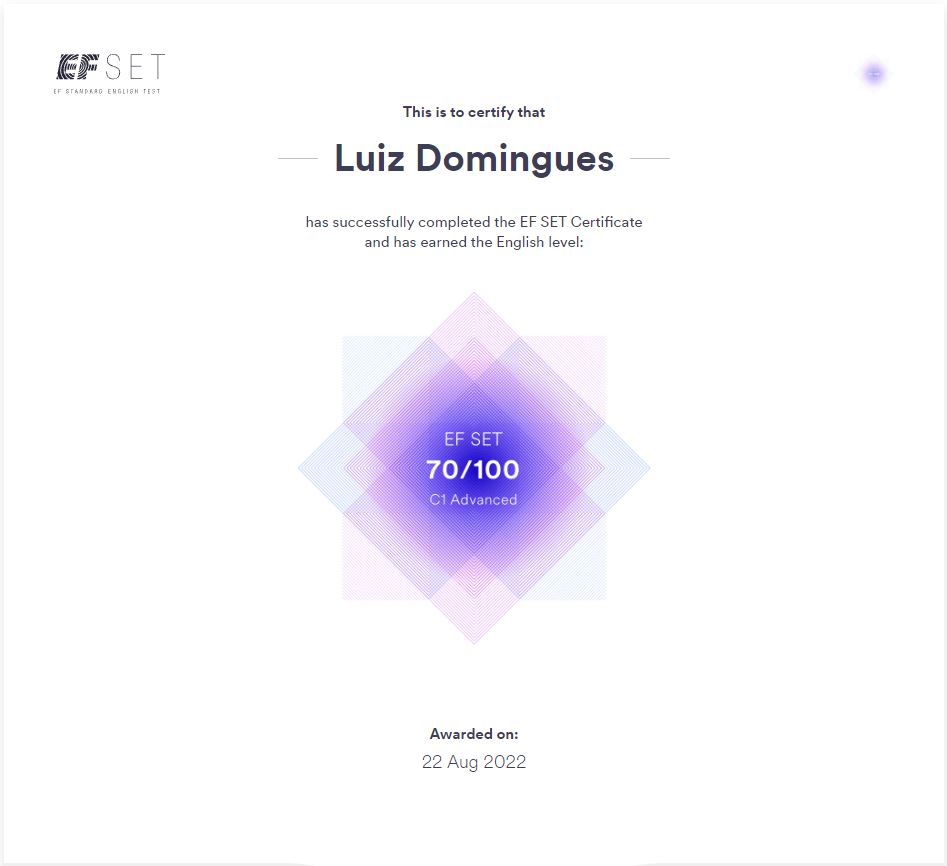 EF SET
EF STANDARD ENGLISH TEST
This is to certify that
Luiz Domingues
has successfully completed the EF SET Certificate
and has earned the English level:
EF SET
70/100
C1 Advanced
Awarded on:
22 Aug 2022